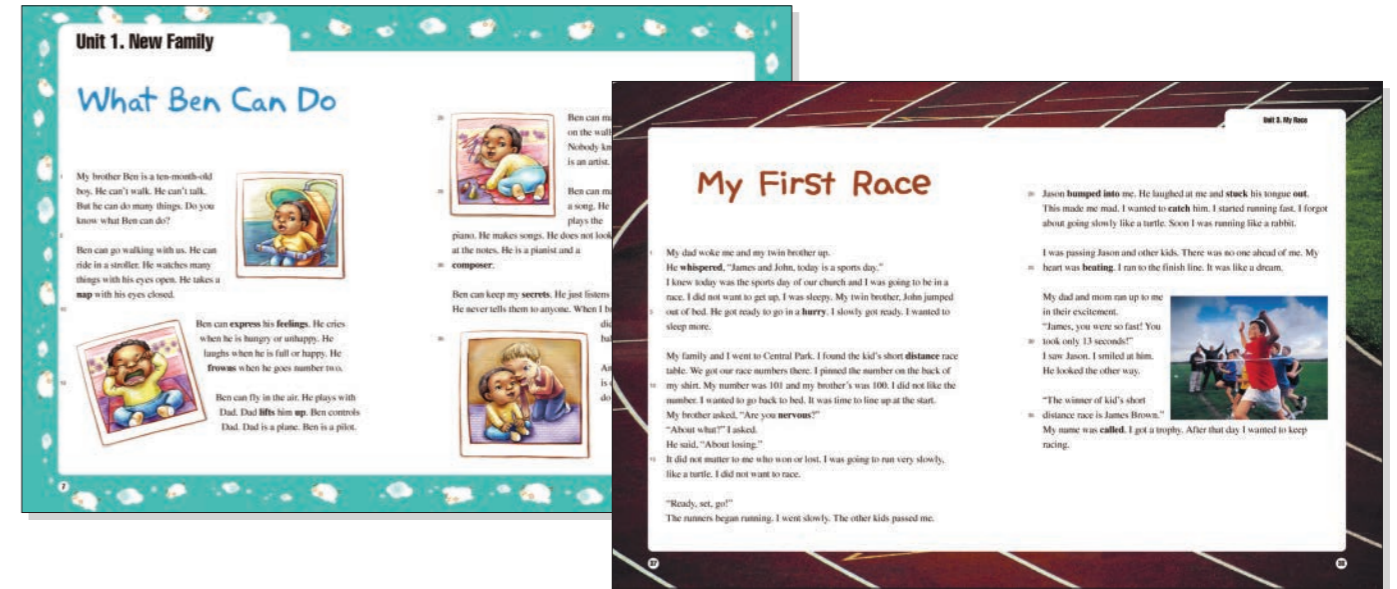 Unit 1. New Family
What Ben Can Do
1
My brother Ben is a ten-month-old
boy. He can't walk. He can't talk.
But he can do many things. Do you
know what Ben can do?
5
Ben can go walking with us. He can
ride in a stroller. He watches many
things with his eyes open. He takes a
nap with his eyes closed.
10
Ben can express his feelings. He cries
when he is hungry or unhappy. He
laughs when he is full or happy. He
frowns when he goes number two.
15
Ben can fly in the air. He plays with
Dad. Dad lifts him up. Ben controls
Dad. Dad is a plane. Ben is a pilot.
7
20
Ben can
on the
Nobody
is an artist.
25
Ben can
a song. He
plays the
piano. He makes songs. He does not look
at the notes. He is a pianist and a
30 composer.
Ben can keep my secrets. He just listens
He never tells them to anyone. When I
35
Unit 3. My Race
My First Race
1 My dad woke me and my twin brother up.
He whispered, "James and John, today is a sports day."
I knew today was the sports day of our church and I was going to be in a
race. I did not want to get up. I was sleepy. My twin brother, John jumped
5 out of bed. He got ready to go in a hurry. I slowly got ready. I wanted to
sleep more.
My family and I went to Central Park. I found the kid's short distance race
table. We got our race numbers there. I pinned the number on the back of
10 my shirt. My number was 101 and my brother's was 100. I did not like the
number. I wanted to go back to bed. It was time to line up at the start.
My brother asked, "Are you nervous?"
"About what?" I asked.
He said, "About losing."
15 It did not matter to me who won or lost. I was going to run very slowly,
like a turtle. I did not want to race.
"Ready, set, go!"
The runners began running. I went slowly. The other kids passed me.
37
20 Jason bumped into me. He laughed at me and stuck his tongue out.
This made me mad. I wanted to catch him. I started running fast. I forgot
about going slowly like a turtle. Soon I was running like a rabbit.
I was passing Jason and other kids. There was no one ahead of me. My
25 heart was beating. I ran to the finish line. It was like a dream.
My dad and mom ran up to me
in their excitement.
"James, you were so fast! You
30 took only 13 seconds!"
I saw Jason. I smiled at him.
He looked the other way.
"The winner of kid's short
35 distance race is James Brown."
My name was called. I got a trophy. After that day I wanted to keep
racing.
38